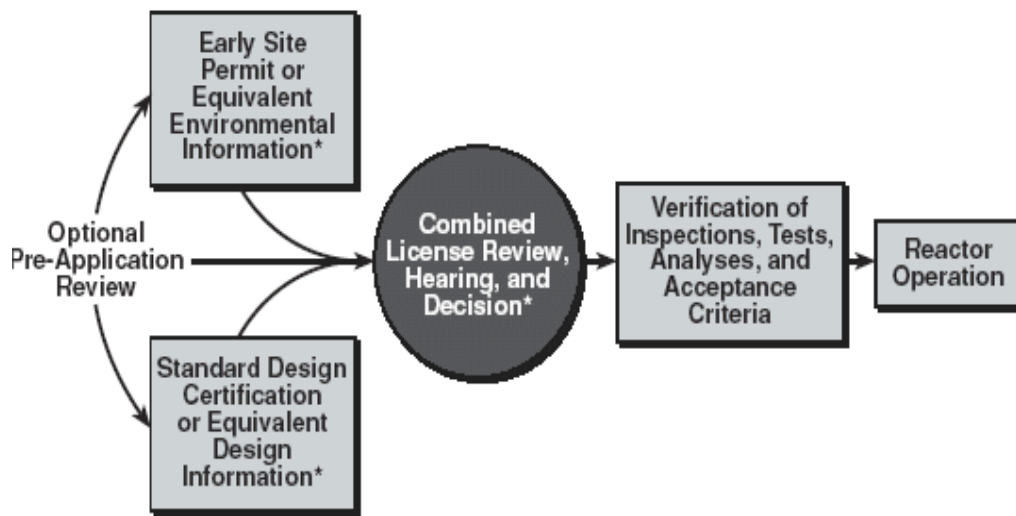 Early Site
Permit or
Equivalent
Environmental
Information*
Optional
Pre-Application
Review
Standard Design
Certification
or Equivalent
Design
Information*
Combined
License Review,
Hearing, and
Decision*
Verification of
Inspections, Tests,
Analyses, and
Acceptance
Criteria
Reactor
Operation